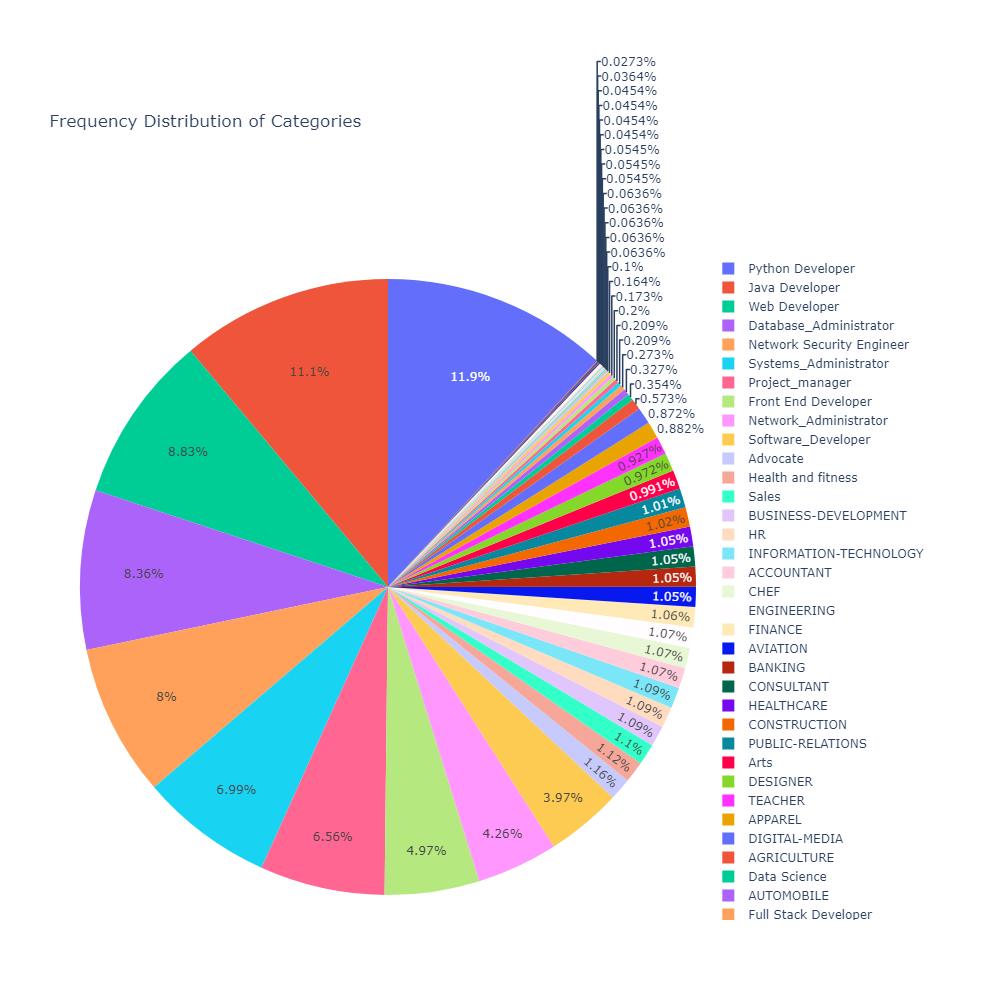 Frequency Distribution of Categories
0.0273%
0.0364%
0.0454%
0.0454%
0.0454%
0.0454%
0.0545%
0.0545%
0.0545%
0.0636%
0.0636%
0.0636%
0.0636%
0.0636%
0.1%
0.164%
0.173%
0.2%
0.209%
0.209%
0.273%
0.327%
0.354%
0.573%
0.872%
0.882%
0.927%
0.972%
0.991%
1.01%
1.02%
1.05%
1.05%
1.05%
1.05%
1.06%
1.07%
1.07%
1.07%
1.09%
1.09%
1.09%
1.1%
1.12%
1.16%
3.97%
4.26%
4.97%
6.56%
6.99%
8%
8.36%
8.83%
11.1%
11.9%
Python Developer
Java Developer
Web Developer
Database_Administrator
Network Security Engineer
Systems_Administrator
Project_manager
Front End Developer
Network_Administrator
Software_Developer
Advocate
Health and fitness
Sales
BUSINESS-DEVELOPMENT
HR
INFORMATION-TECHNOLOGY
ACCOUNTANT
CHEF
ENGINEERING
FINANCE
AVIATION
BANKING
CONSULTANT
HEALTHCARE
CONSTRUCTION
PUBLIC-RELATIONS
Arts
DESIGNER
TEACHER
APPAREL
DIGITAL-MEDIA
AGRICULTURE
Data Science
AUTOMOBILE
Full Stack Developer